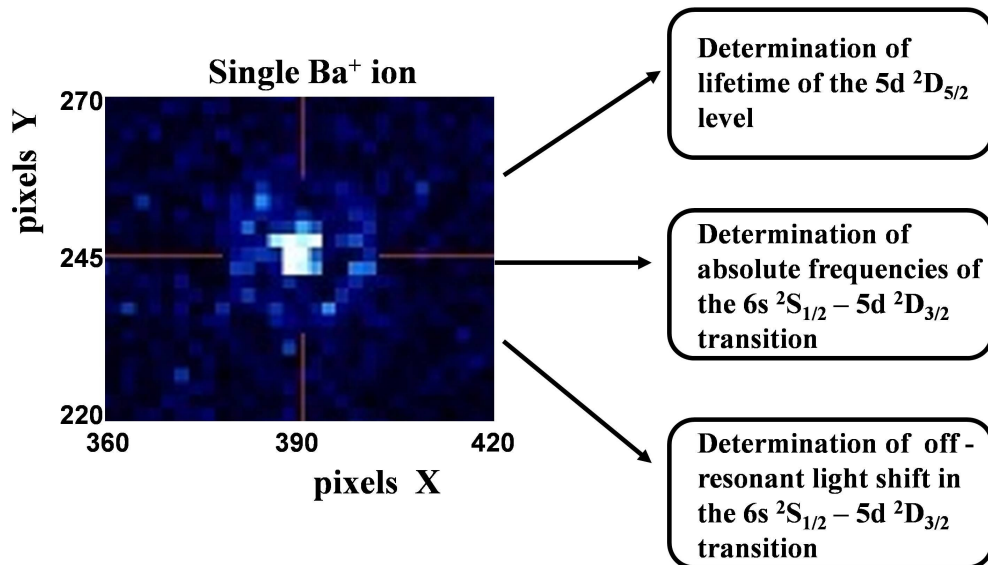 Single Ba⁺ ion
270
245
220
pixels Y
360
390
420
pixels X
Determination of
lifetime of the 5d ²D₅/₂
level
Determination of
absolute frequencies of
the 6s ²S₁/₂ – 5d ²D₃/₂
transition
Determination of off -
resonant light shift in
the 6s ²S₁/₂ – 5d ²D₃/₂
transition